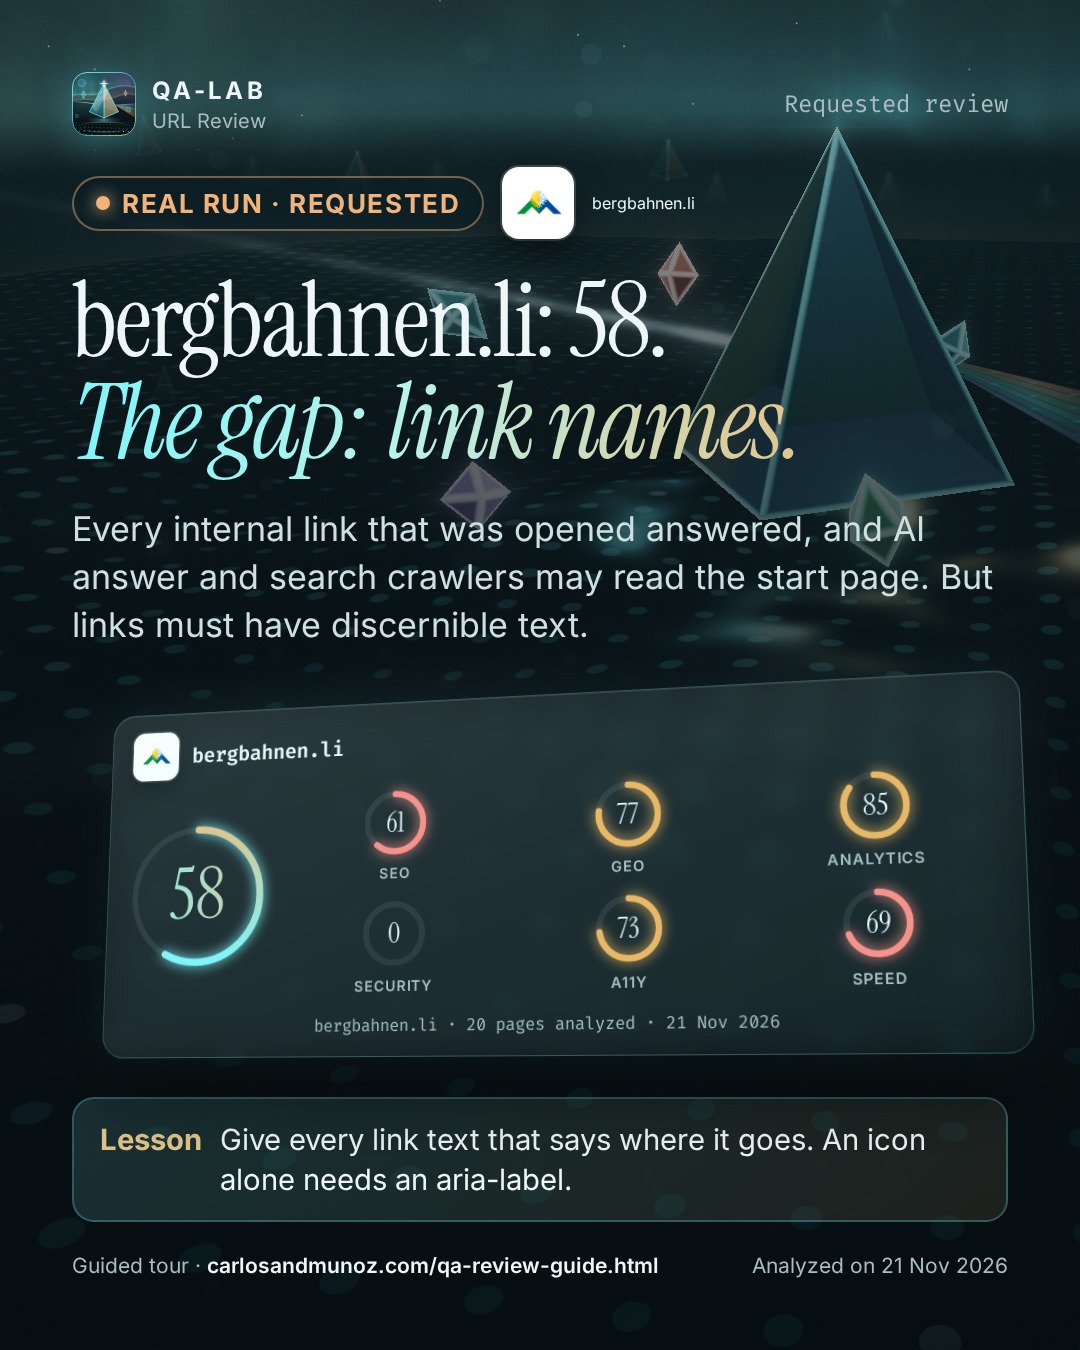 QA-LAB
URL Review
Requested review
REAL RUN · REQUESTED
bergbahnen.li
bergbahnen.li: 58.
The gap: link names.
Every internal link that was opened answered, and AI
answer and search crawlers may read the start page. But
links must have discernible text.
bergbahnen.li
58
61
SEO
77
GEO
85
ANALYTICS
0
SECURITY
73
A11Y
69
SPEED
bergbahnen.li · 20 pages analyzed · 21 Nov 2026
Lesson
Give every link text that says where it goes. An icon
alone needs an aria-label.
Guided tour · carlosandmunoz.com/qa-review-guide.html
Analyzed on 21 Nov 2026